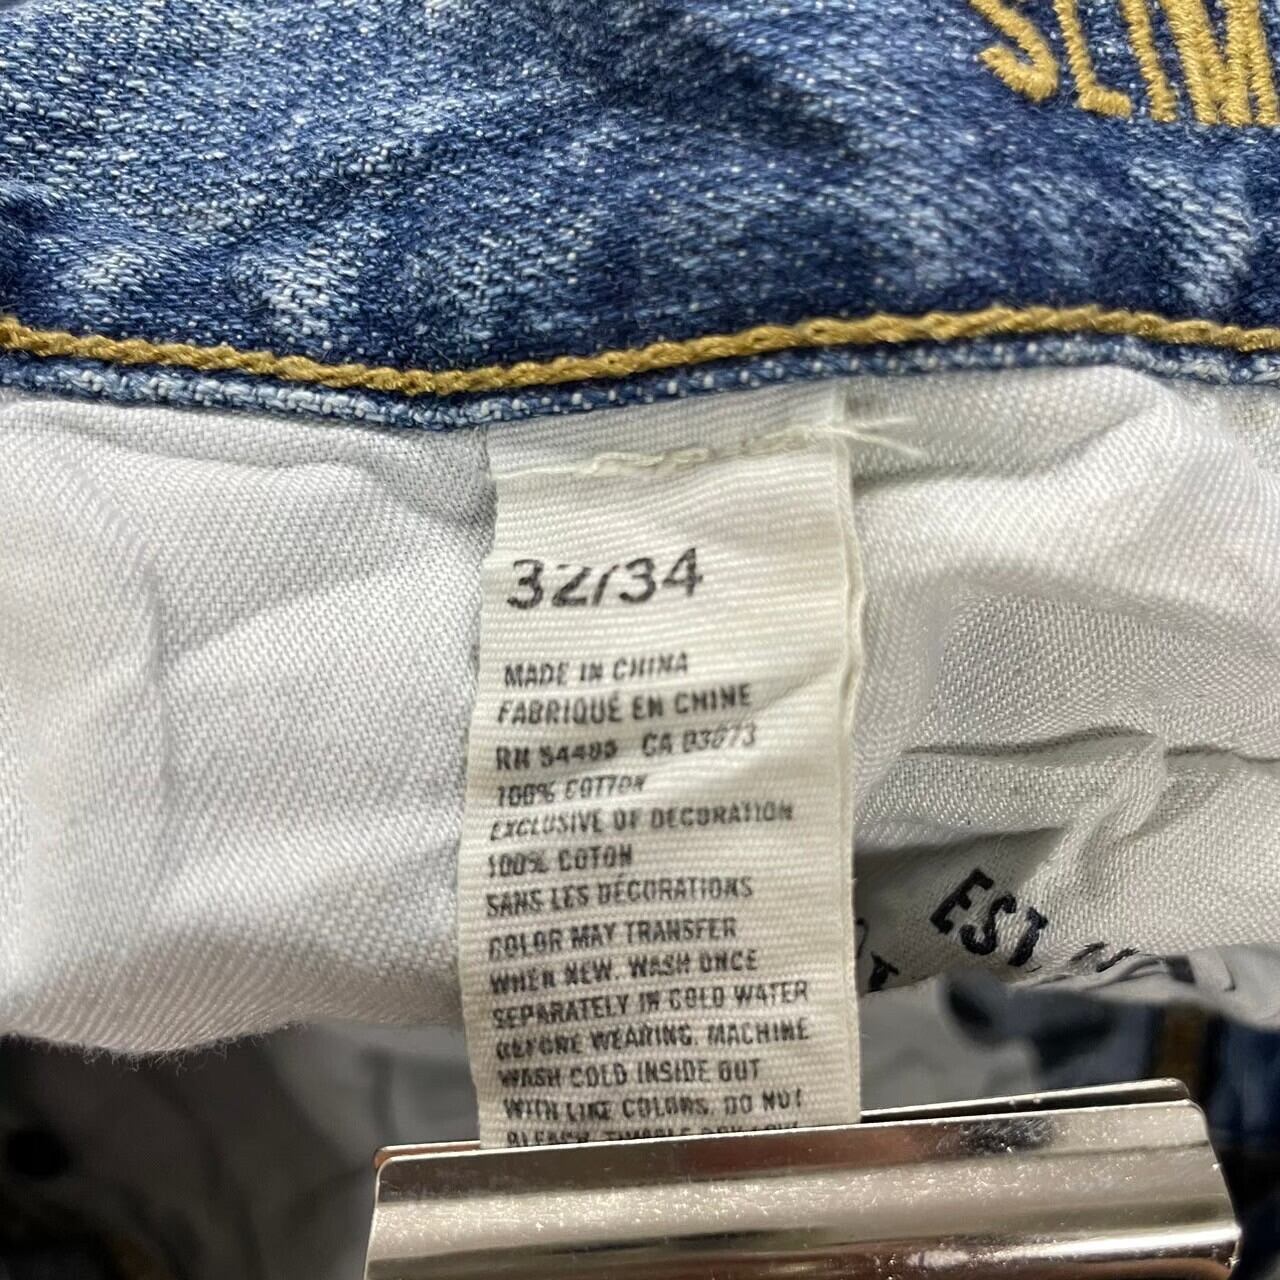 SLIM
32/34
MADE IN CHINA
FABRIQUÉ EN CHINE
RN 54485 CA 03673
100% COTTON
EXCLUSIVE OF DECORATION
100% COTON
SANS LES DÉCORATIONS
COLOR MAY TRANSFER
WHEN NEW. WASH ONCE
SEPARATELY IN COLD WATER
BEFORE WEARING. MACHINE
WASH COLD INSIDE OUT
WITH LIKE COLORS. DO NOT
EST.